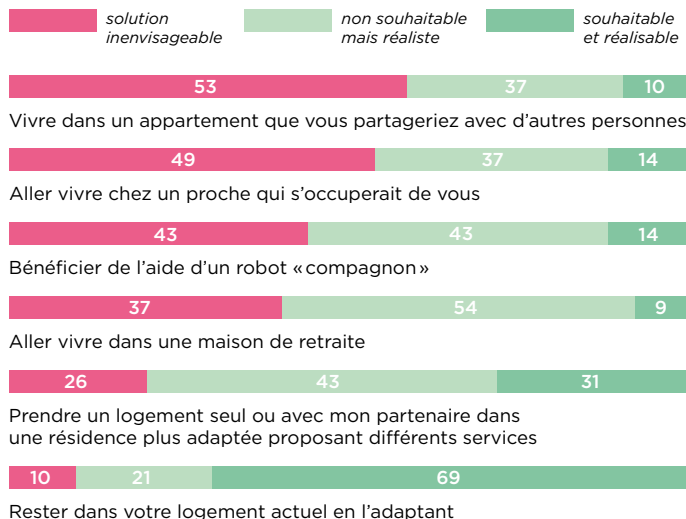 solution
inenvisageable
non souhaitable
mais réaliste
souhaitable
et réalisable
53 37 10
Vivre dans un appartement que vous partageriez avec d’autres personnes
49 37 14
Aller vivre chez un proche qui s’occuperait de vous
43 43 14
Bénéficier de l’aide d’un robot « compagnon »
37 54 9
Aller vivre dans une maison de retraite
26 43 31
Prendre un logement seul ou avec mon partenaire dans
une résidence plus adaptée proposant différents services
10 21 69
Rester dans votre logement actuel en l’adaptant